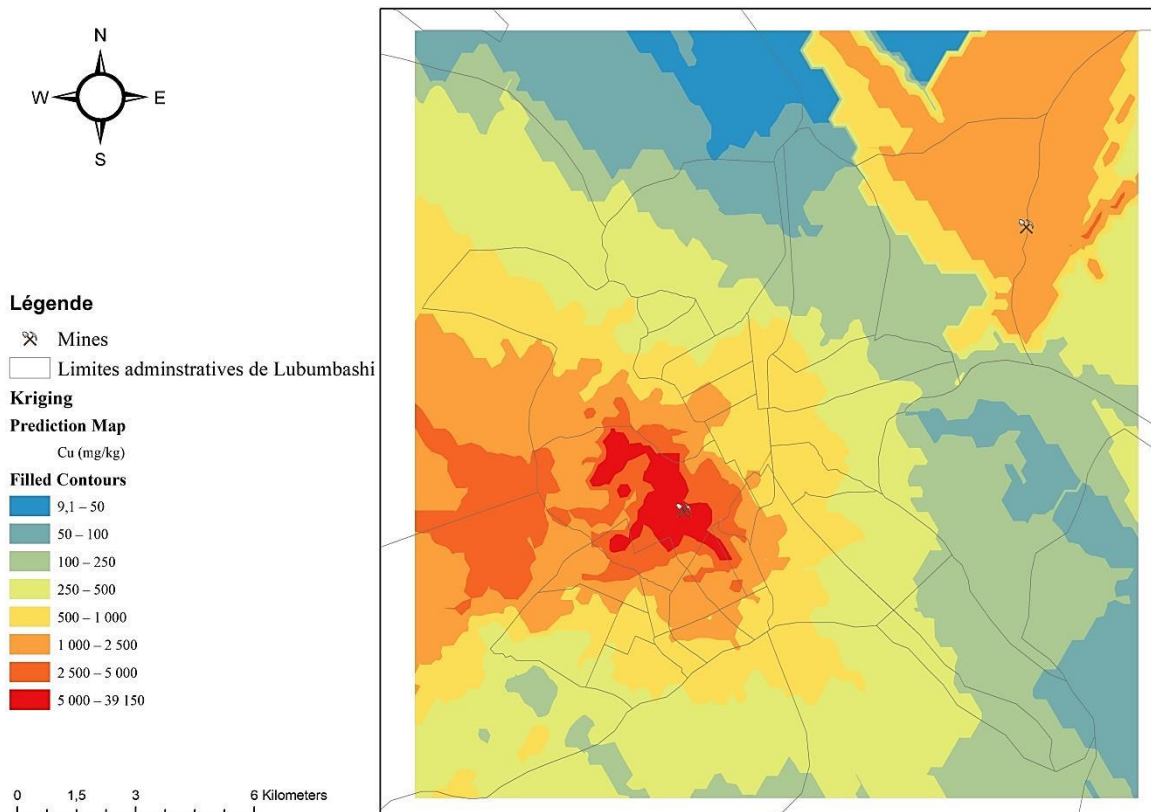 N
W E
S
Légende
Mines
Limites adminstratives de Lubumbashi
Kriging
Prediction Map
Cu (mg/kg)
Filled Contours
9,1 – 50
50 – 100
100 – 250
250 – 500
500 – 1 000
1 000 – 2 500
2 500 – 5 000
5 000 – 39 150
0 1,5 3 6 Kilometers